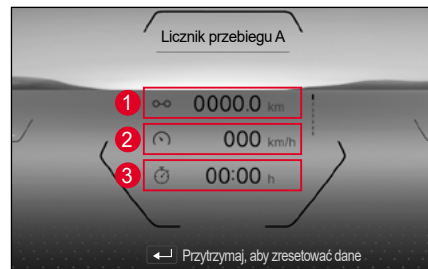 Licznik przebiegu A
1 0000.0 km
2 000 km/h
3 00:00 h
Przytrzymaj, aby zresetować dane